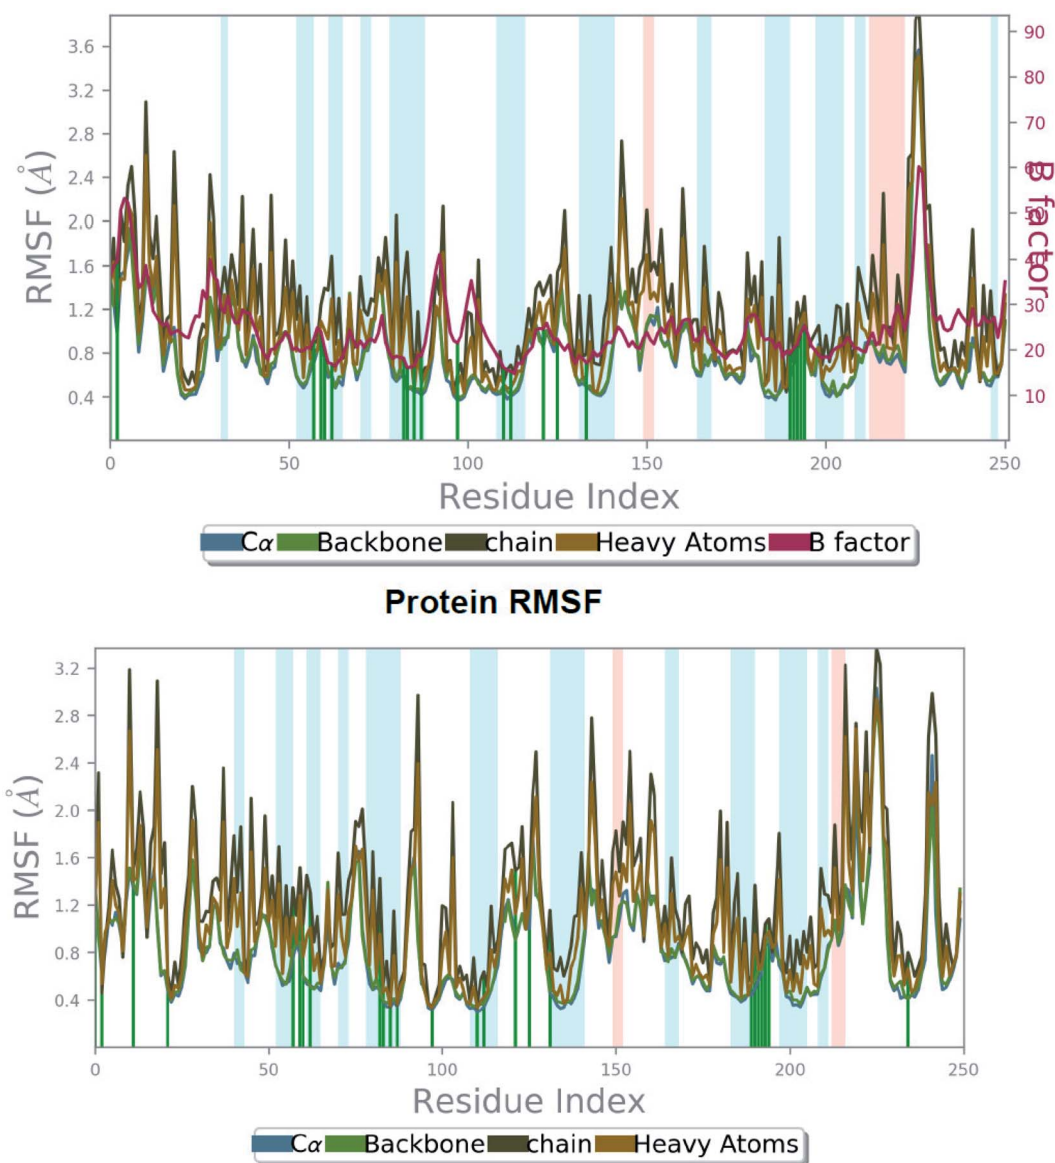 3.6
3.2
2.8
2.4
2.0
1.6
1.2
0.8
0.4
RMSF (Å)
90
80
70
60
50
40
30
20
10
B factor
0 50 100 150 200 250
Residue Index
Cα Backbone chain Heavy Atoms B factor
Protein RMSF
3.2
2.8
2.4
2.0
1.6
1.2
0.8
0.4
RMSF (Å)
0 50 100 150 200 250
Residue Index
Cα Backbone chain Heavy Atoms